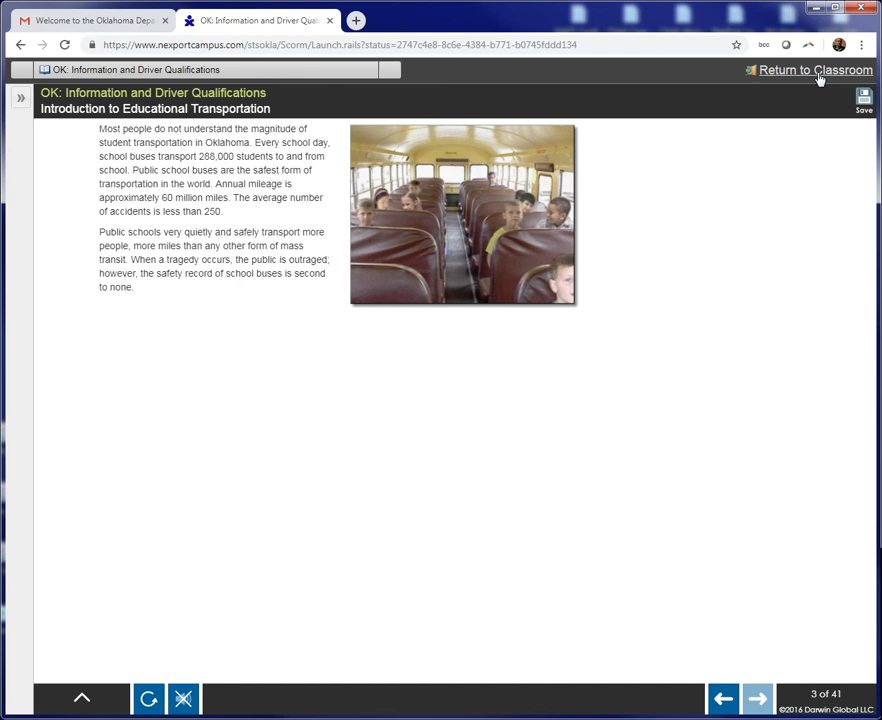 Welcome to the Oklahoma Depa
OK: Information and Driver Quali
https://www.nexportcampus.com/stsokla/Scorm/Launch.rails?status=2747c4e8-8c6e-4384-b771-b0745fddd134
bcc
OK: Information and Driver Qualifications
Return to Classroom
OK: Information and Driver Qualifications
Introduction to Educational Transportation
Save
Most people do not understand the magnitude of
student transportation in Oklahoma. Every school day,
school buses transport 288,000 students to and from
school. Public school buses are the safest form of
transportation in the world. Annual mileage is
approximately 60 million miles. The average number
of accidents is less than 250.
Public schools very quietly and safely transport more
people, more miles than any other form of mass
transit. When a tragedy occurs, the public is outraged;
however, the safety record of school buses is second
to none.
3 of 41
©2016 Darwin Global LLC